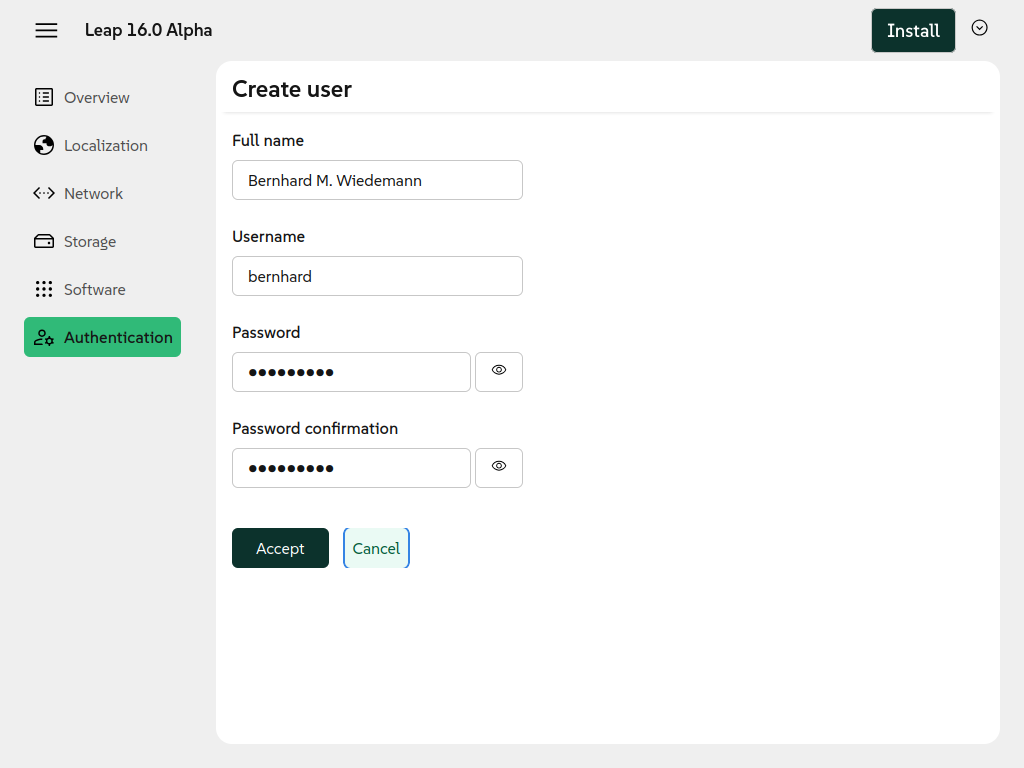 Leap 16.0 Alpha
Install
Overview
Localization
Network
Storage
Software
Authentication
Create user
Full name
Bernhard M. Wiedemann
Username
bernhard
Password
●●●●●●●●●
Password confirmation
●●●●●●●●●
Accept
Cancel